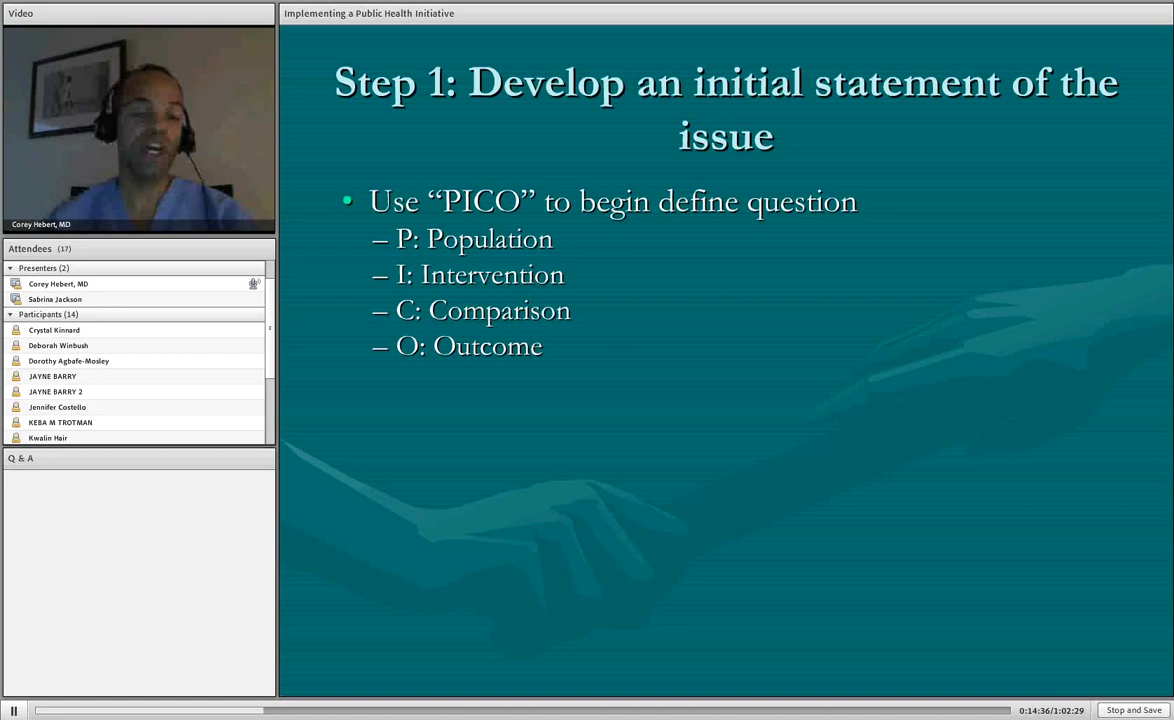 Video
Corey Hebert, MD
Attendees (17)
Presenters (2)
Corey Hebert, MD
Sabrina Jackson
Participants (14)
Crystal Kinnard
Deborah Winbush
Dorothy Agbafe-Mosley
JAYNE BARRY
JAYNE BARRY 2
Jennifer Costello
KEBA M TROTMAN
Kwalin Hair
Q & A
Implementing a Public Health Initiative
Step 1: Develop an initial statement of the
issue
• Use “PICO” to begin define question
– P: Population
– I: Intervention
– C: Comparison
– O: Outcome
0:14:36/1:02:29
Stop and Save